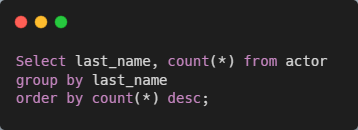 Select last_name, count(*) from actor
group by last_name
order by count(*) desc;